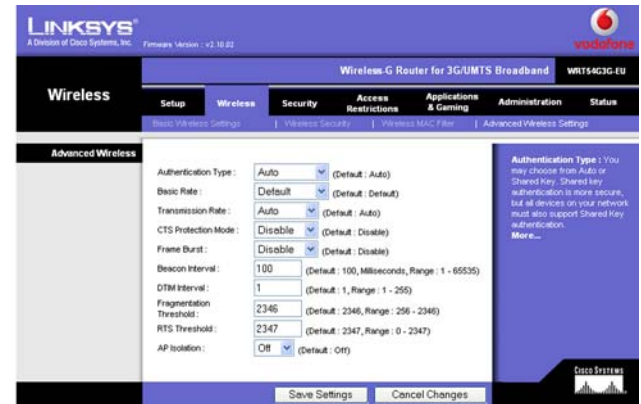 LINKSYS®
A Division of Cisco Systems, Inc.
Firmware Version : v2.10.02
vodafone
Wireless-G Router for 3G/UMTS Broadband
WRT54G3G-EU
Wireless
Setup
Wireless
Security
Access Restrictions
Applications & Gaming
Administration
Status
Basic Wireless Settings | Wireless Security | Wireless MAC Filter | Advanced Wireless Settings
Advanced Wireless
Authentication Type : Auto (Default : Auto)
Basic Rate : Default (Default : Default)
Transmission Rate : Auto (Default : Auto)
CTS Protection Mode : Disable (Default : Disable)
Frame Burst : Disable (Default : Disable)
Beacon Interval : 100 (Default : 100, Milliseconds, Range : 1 - 65535)
DTIM Interval : 1 (Default : 1, Range : 1 - 255)
Fragmentation Threshold : 2346 (Default : 2346, Range : 256 - 2346)
RTS Threshold : 2347 (Default : 2347, Range : 0 - 2347)
AP Isolation : Off (Default : Off)
Authentication Type : You
may choose from
Auto or
Shared Key. Shared key
authentication is more secure,
but all devices on your network
must also support Shared Key
authentication.
More...
Save Settings
Cancel Changes
CISCO SYSTEMS